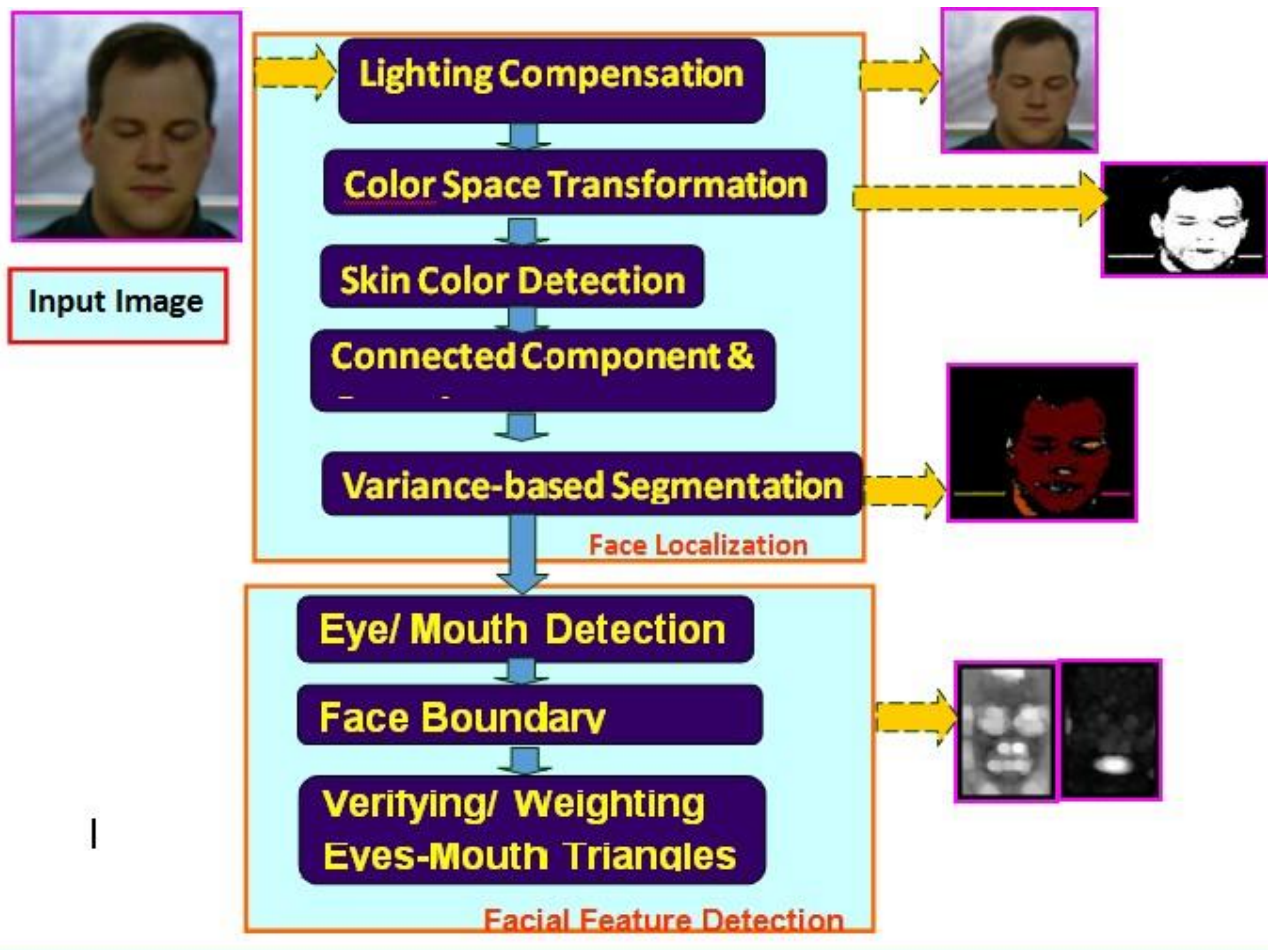 Lighting Compensation
Color Space Transformation
Skin Color Detection
Input Image
Connected Component &
Variance-based Segmentation
Face Localization
Eye/ Mouth Detection
Face Boundary
Verifying/ Weighting
Eyes-Mouth Triangles
Facial Feature Detection